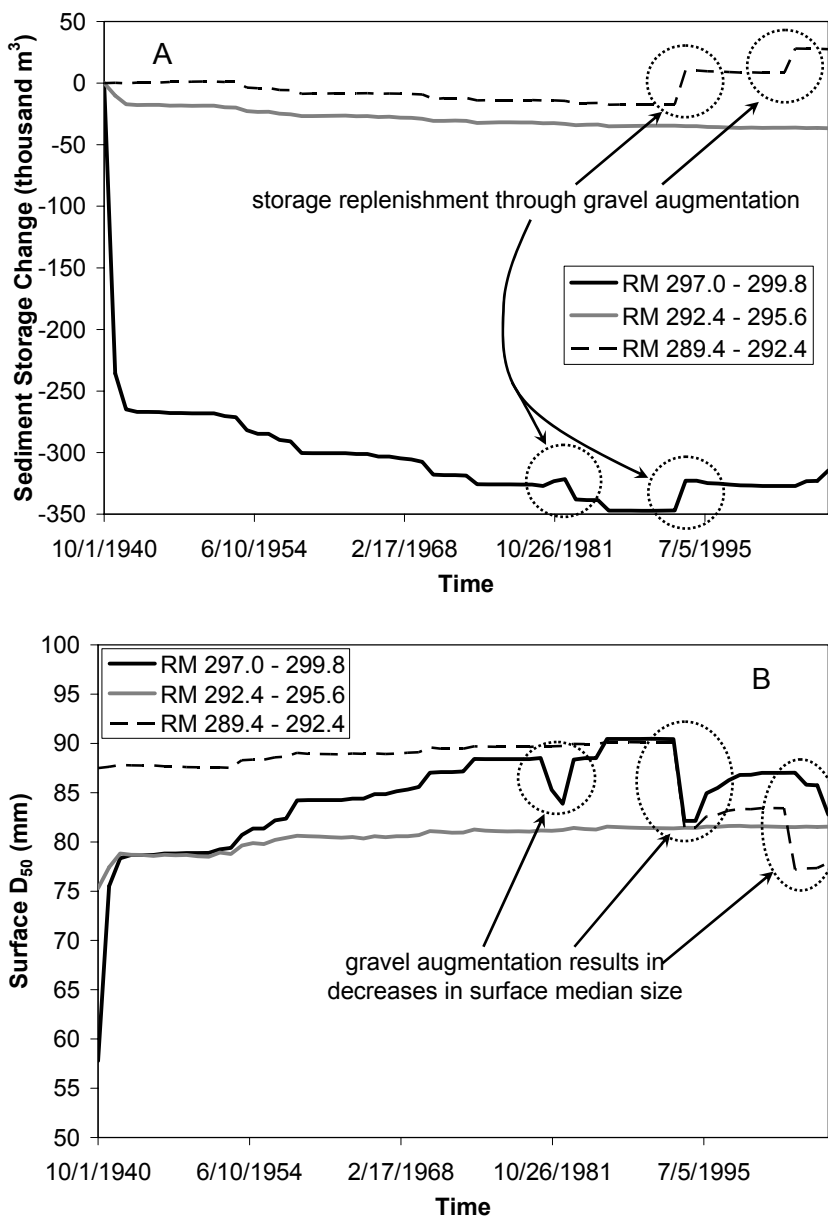 A
Sediment Storage Change (thousand m³)
50
0
-50
-100
-150
-200
-250
-300
-350
storage replenishment through gravel augmentation
RM 297.0 - 299.8
RM 292.4 - 295.6
RM 289.4 - 292.4
10/1/1940 6/10/1954 2/17/1968 10/26/1981 7/5/1995
Time
B
Surface D₅₀ (mm)
100
95
90
85
80
75
70
65
60
55
50
RM 297.0 - 299.8
RM 292.4 - 295.6
RM 289.4 - 292.4
gravel augmentation results in
decreases in surface median size
10/1/1940 6/10/1954 2/17/1968 10/26/1981 7/5/1995
Time